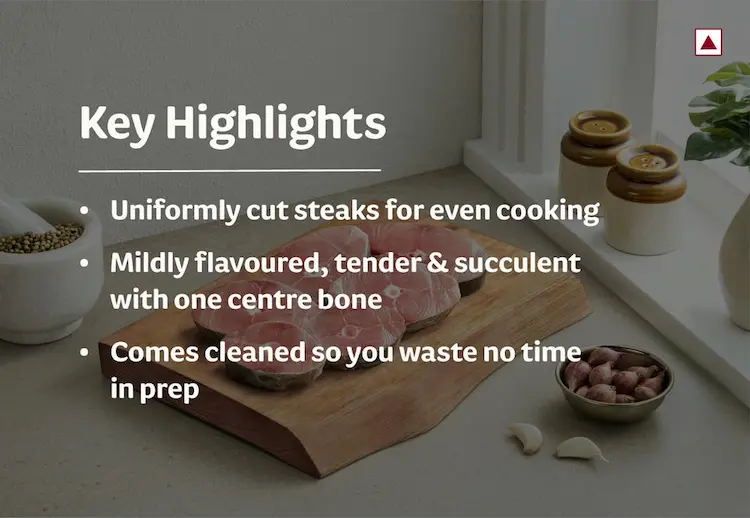 Key Highlights
• Uniformly cut steaks for even cooking
• Mildly flavoured, tender & succulent
with one centre bone
• Comes cleaned so you waste no time
in prep